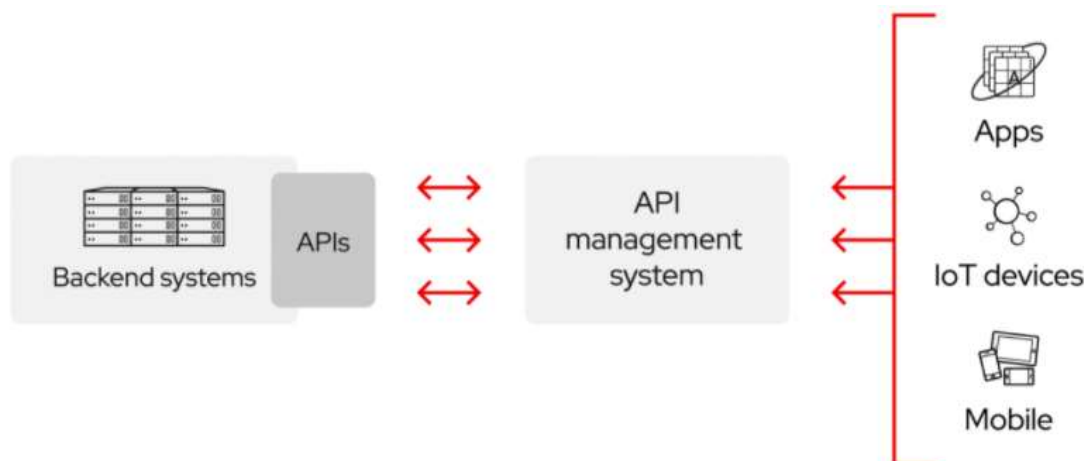 Backend systems
APIs
API
management
system
Apps
IoT devices
Mobile